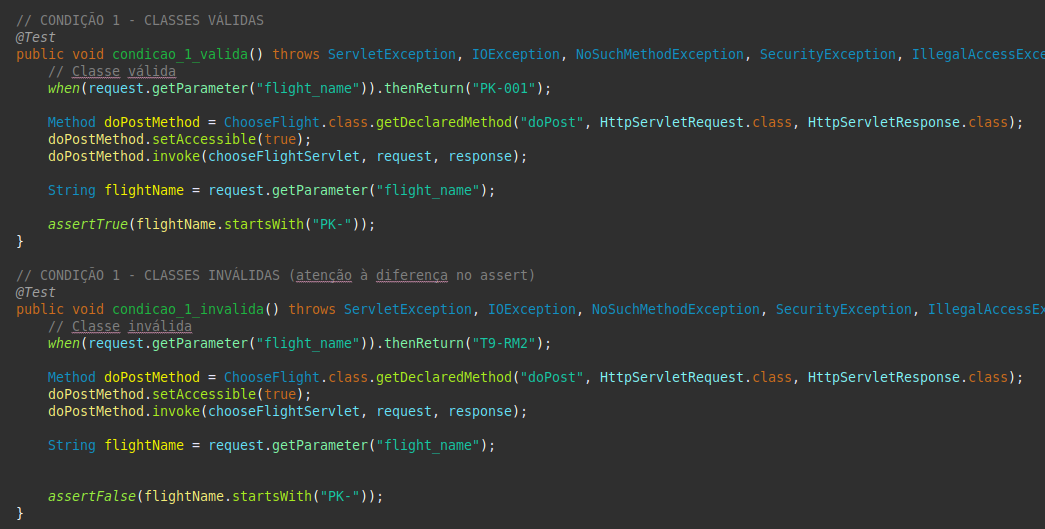 // CONDIÇÃO 1 - CLASSES VÁLIDAS
@Test
public void condicao_1_valida() throws ServletException, IOException, NoSuchMethodException, SecurityException, IllegalAccessExce
// Classe válida
when(request.getParameter("flight_name")).thenReturn("PK-001");
Method doPostMethod = ChooseFlight.class.getDeclaredMethod("doPost", HttpServletRequest.class, HttpServletResponse.class);
doPostMethod.setAccessible(true);
doPostMethod.invoke(chooseFlightServlet, request, response);
String flightName = request.getParameter("flight_name");
assertTrue(flightName.startsWith("PK-"));
}
// CONDIÇÃO 1 - CLASSES INVÁLIDAS (atenção à diferença no assert)
@Test
public void condicao_1_invalida() throws ServletException, IOException, NoSuchMethodException, SecurityException, IllegalAccessEx
// Classe inválida
when(request.getParameter("flight_name")).thenReturn("T9-RM2");
Method doPostMethod = ChooseFlight.class.getDeclaredMethod("doPost", HttpServletRequest.class, HttpServletResponse.class);
doPostMethod.setAccessible(true);
doPostMethod.invoke(chooseFlightServlet, request, response);
String flightName = request.getParameter("flight_name");
assertFalse(flightName.startsWith("PK-"));
}